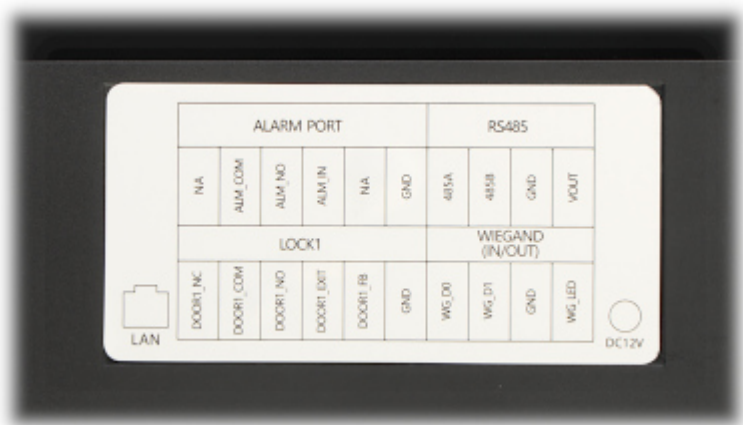 ALARM PORT RS485
NA ALM_COM ALM_NO ALM_IN NA GND 485A 485B GND VOUT
LOCK1 WIEGAND
(IN/OUT)
DOOR1_NC DOOR1_COM DOOR1_NO DOOR1_EXIT DOOR1_FB GND WG_D0 WG_D1 GND WG_LED
LAN DC12V